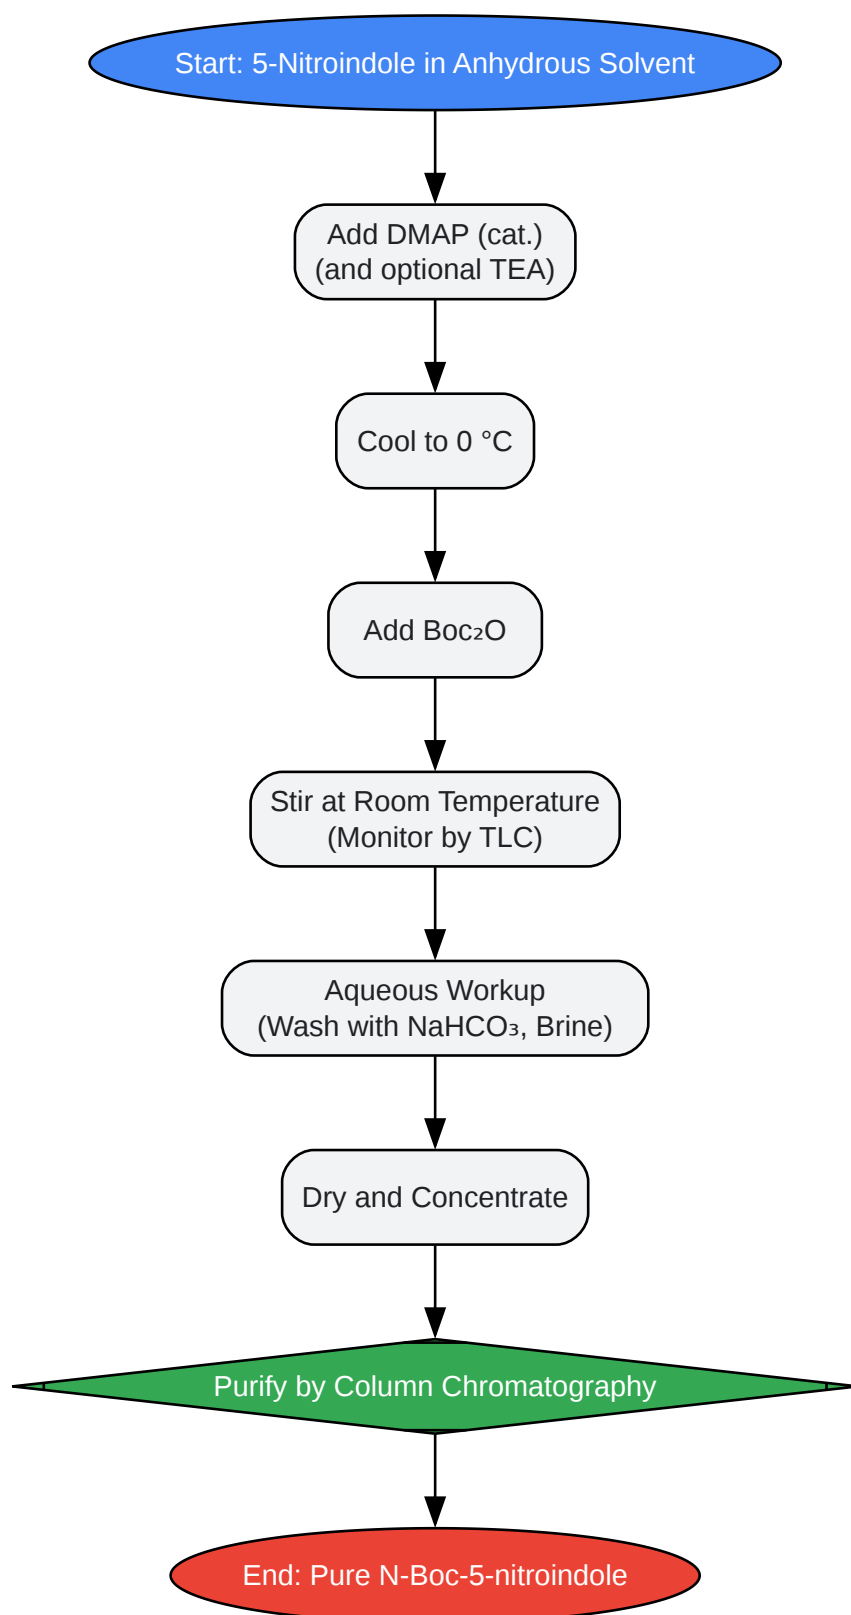 Start: 5-Nitroindole in Anhydrous Solvent
Add DMAP (cat.)
(and optional TEA)
Cool to 0 °C
Add Boc₂O
Stir at Room Temperature
(Monitor by TLC)
Aqueous Workup
(Wash with NaHCO₃, Brine)
Dry and Concentrate
Purify by Column Chromatography
End: Pure N-Boc-5-nitroindole